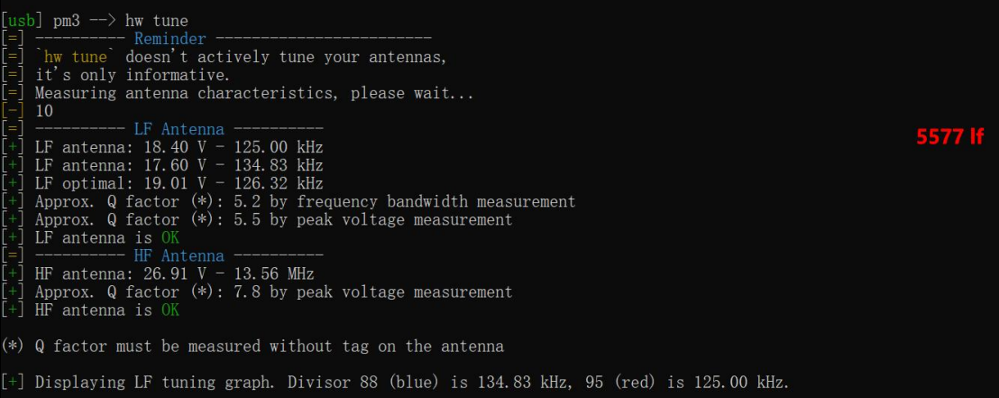 [usb] pm3 --> hw tune
[=] ---------- Reminder ------------------------
[=] `hw tune` doesn't actively tune your antennas,
[=] it's only informative.
[=] Measuring antenna characteristics, please wait...
[-] 10
[=] ---------- LF Antenna ----------
[+] LF antenna: 18.40 V - 125.00 kHz
5577 lf
[+] LF antenna: 17.60 V - 134.83 kHz
[+] LF optimal: 19.01 V - 126.32 kHz
[+] Approx. Q factor (*): 5.2 by frequency bandwidth measurement
[+] Approx. Q factor (*): 5.5 by peak voltage measurement
[+] LF antenna is OK
[=] ---------- HF Antenna ----------
[+] HF antenna: 26.91 V - 13.56 MHz
[+] Approx. Q factor (*): 7.8 by peak voltage measurement
[+] HF antenna is OK
(*) Q factor must be measured without tag on the antenna
[+] Displaying LF tuning graph. Divisor 88 (blue) is 134.83 kHz, 95 (red) is 125.00 kHz.